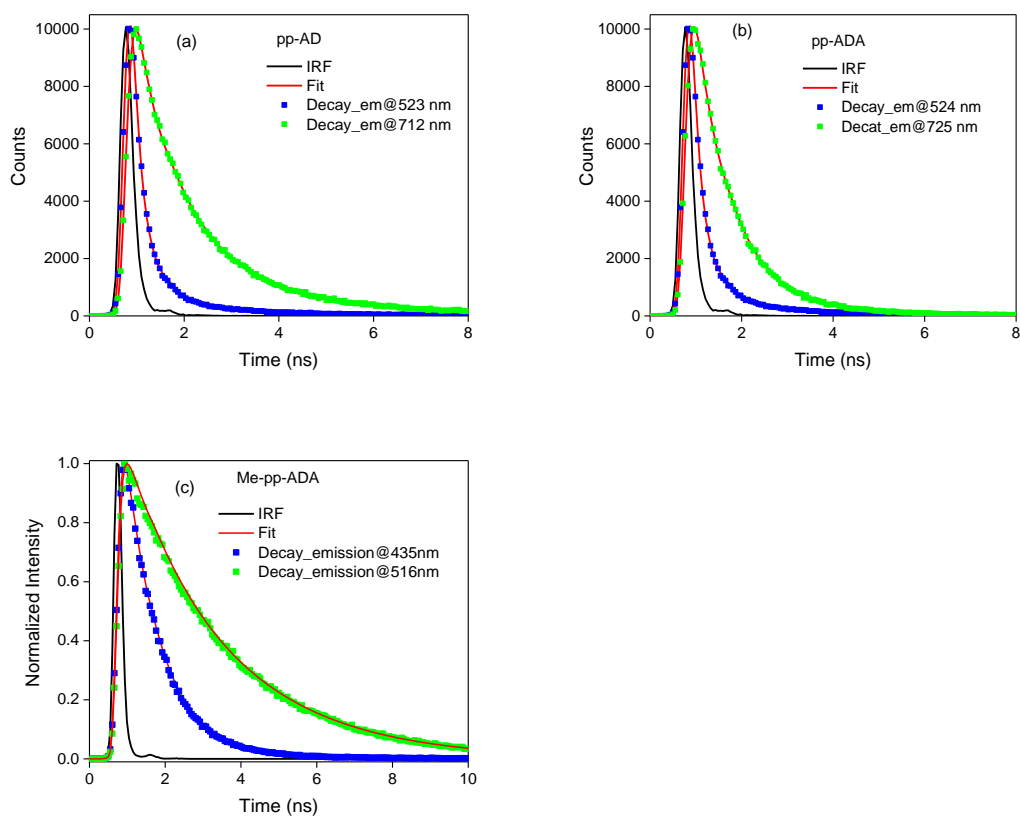 (a)
pp-AD
IRF
Fit
Decay_em@523 nm
Decay_em@712 nm
10000
8000
6000
4000
2000
0
Counts
0 2 4 6 8
Time (ns)
(b)
pp-ADA
IRF
Fit
Decay_em@524 nm
Decat_em@725 nm
10000
8000
6000
4000
2000
0
Counts
0 2 4 6 8
Time (ns)
(c)
Me-pp-ADA
IRF
Fit
Decay_emission@435nm
Decay_emission@516nm
1.0
0.8
0.6
0.4
0.2
0.0
Normalized Intensity
0 2 4 6 8 10
Time (ns)